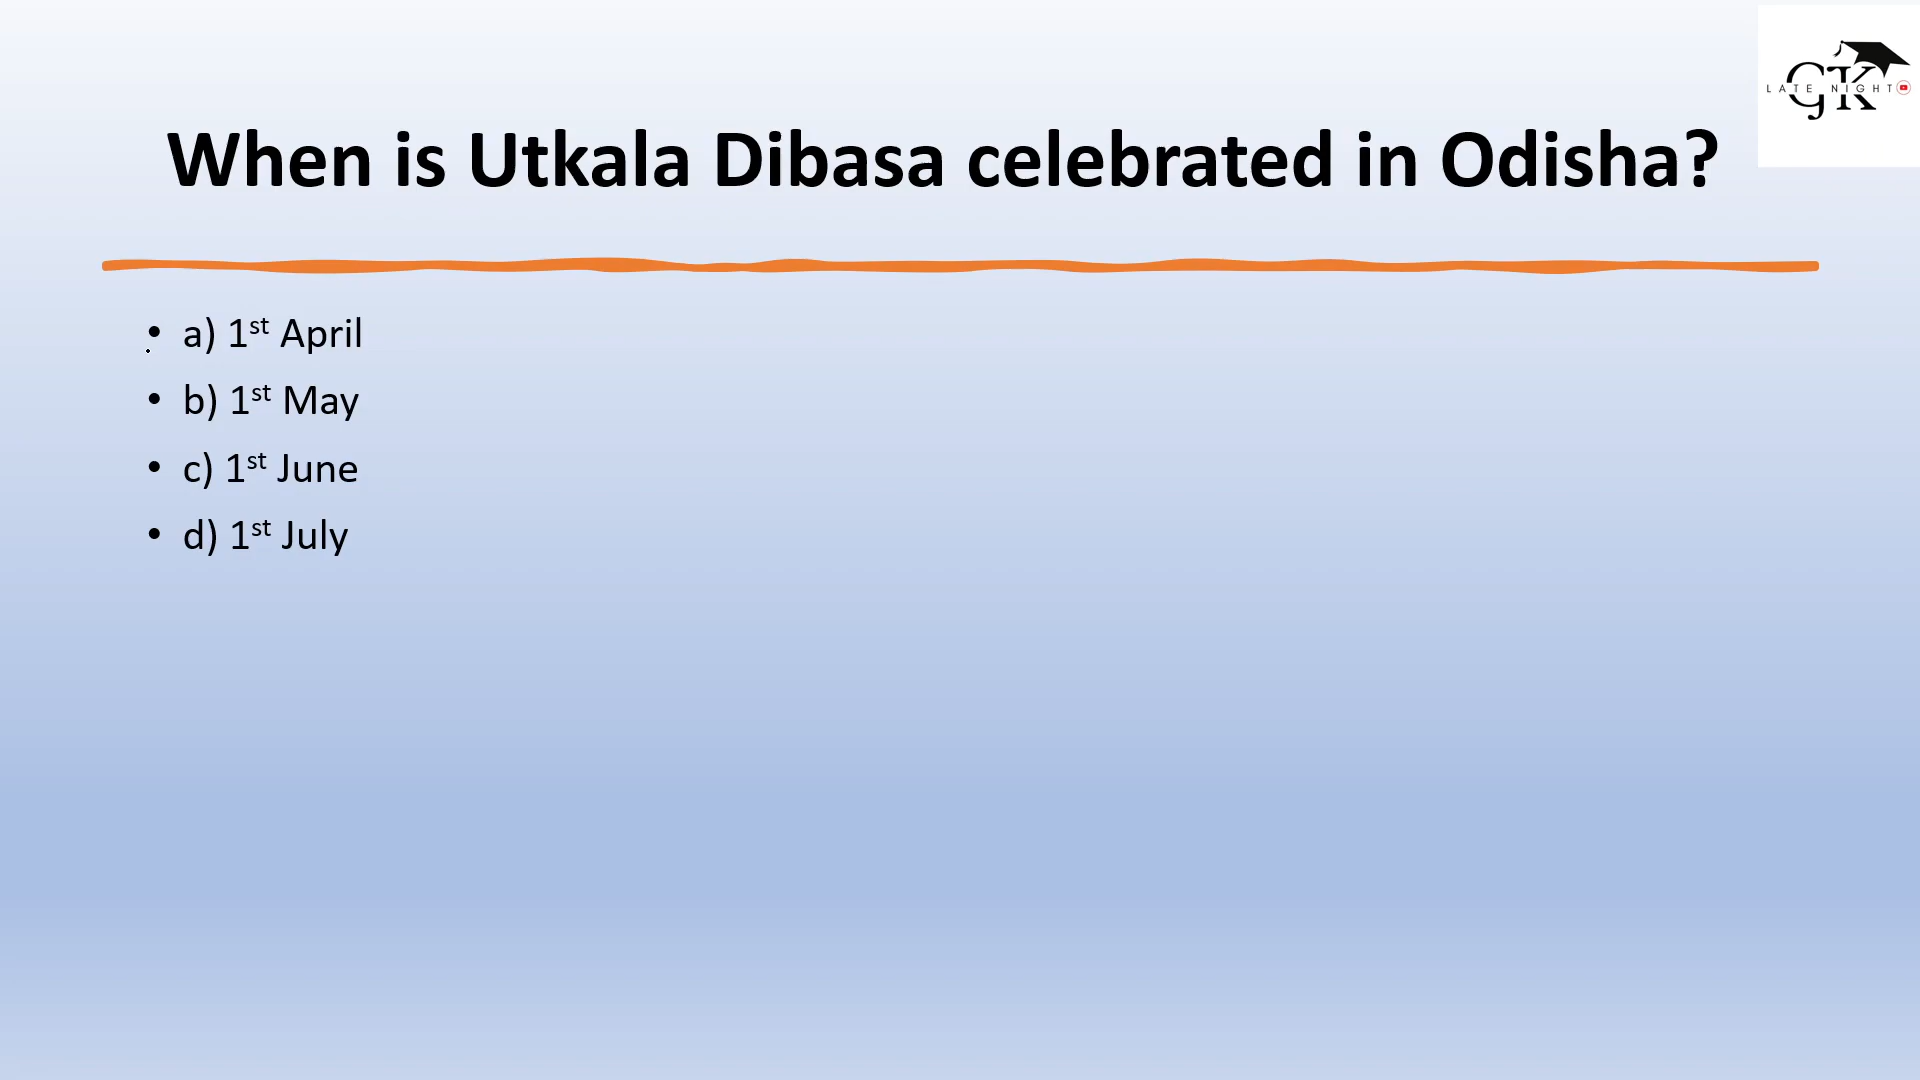 GK
LATE NIGHT
When is Utkala Dibasa celebrated in Odisha?
• a) 1st April
• b) 1st May
• c) 1st June
• d) 1st July